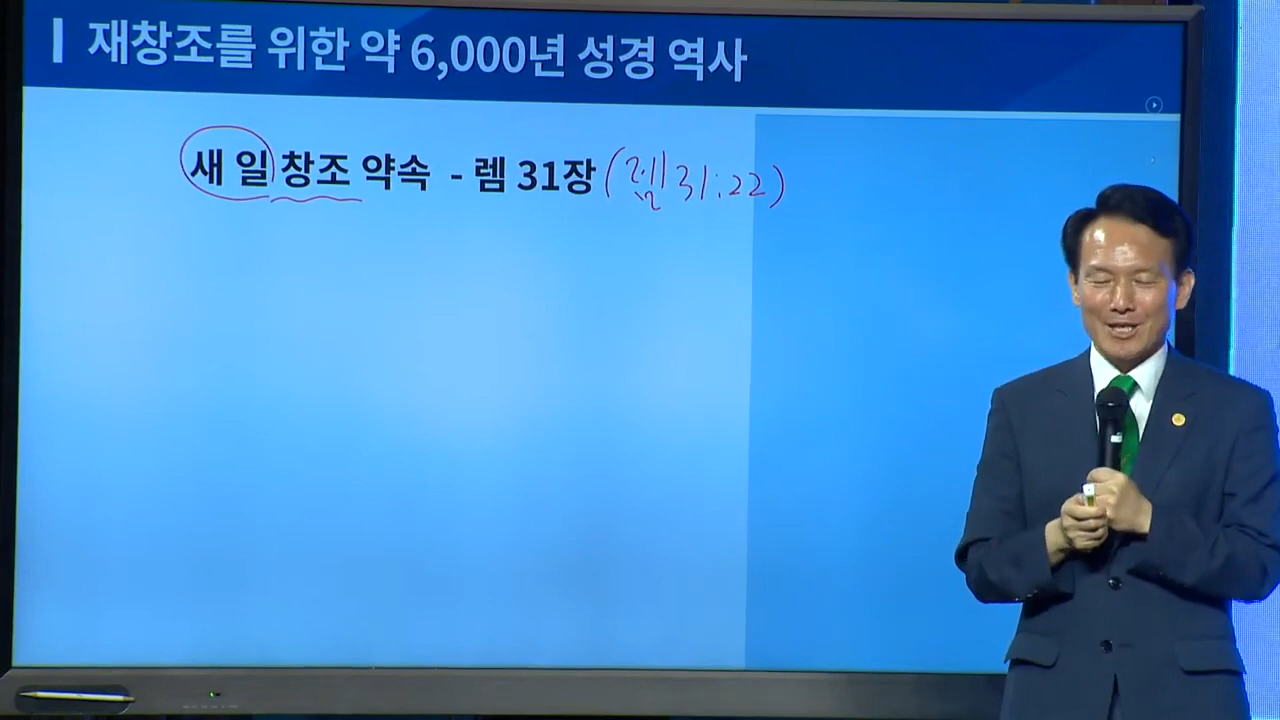 재창조를 위한 약 6,000년 성경 역사
새 일 창조 약속 - 렘 31장 (렘 31:22)